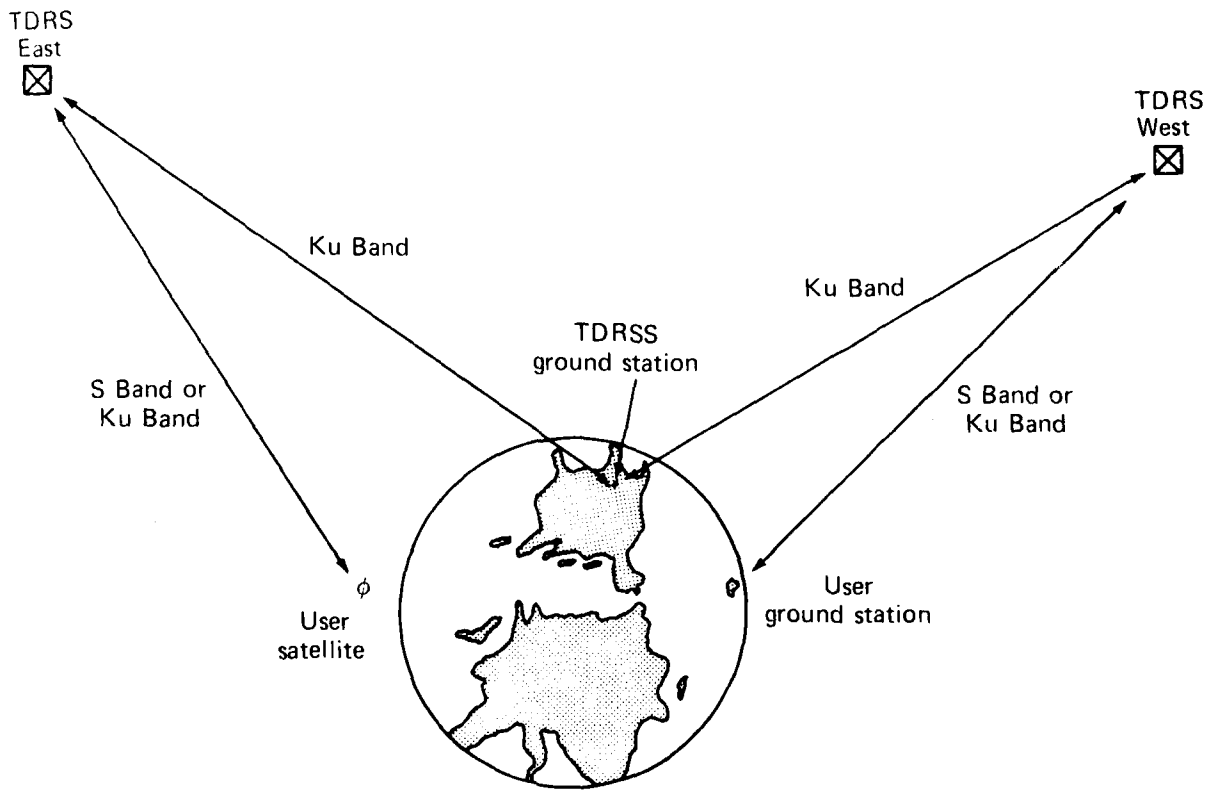 TDRS
East
TDRS
West
Ku Band
Ku Band
TDRSS
ground station
S Band or
Ku Band
S Band or
Ku Band
ϕ
User
satellite
User
ground station